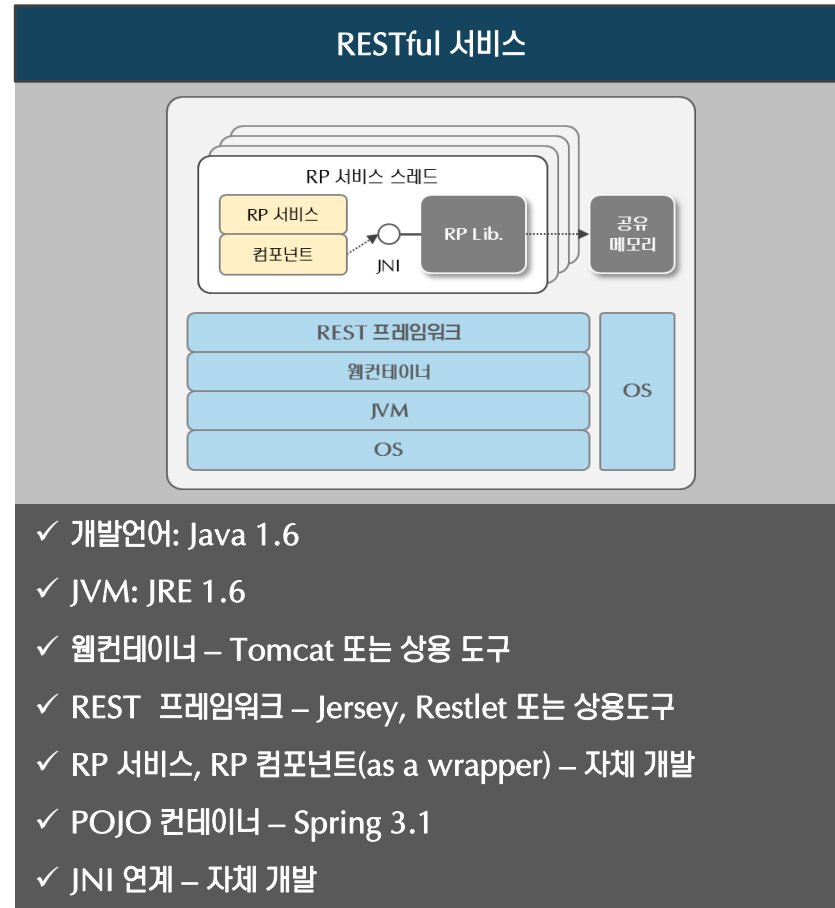 RESTful 서비스
RP 서비스 스레드
RP 서비스
컴포넌트
JNI
RP Lib.
공유
메모리
REST 프레임워크
웹컨테이너
JVM
OS
OS
✓ 개발언어: Java 1.6
✓ JVM: JRE 1.6
✓ 웹컨테이너 – Tomcat 또는 상용 도구
✓ REST 프레임워크 – Jersey, Restlet 또는 상용도구
✓ RP 서비스, RP 컴포넌트(as a wrapper) – 자체 개발
✓ POJO 컨테이너 – Spring 3.1
✓ JNI 연계 – 자체 개발